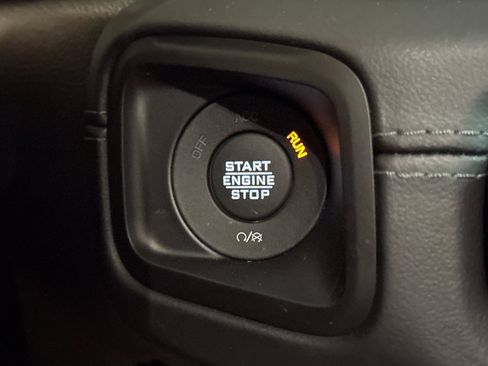 ACC
OFF
RUN
START
ENGINE
STOP